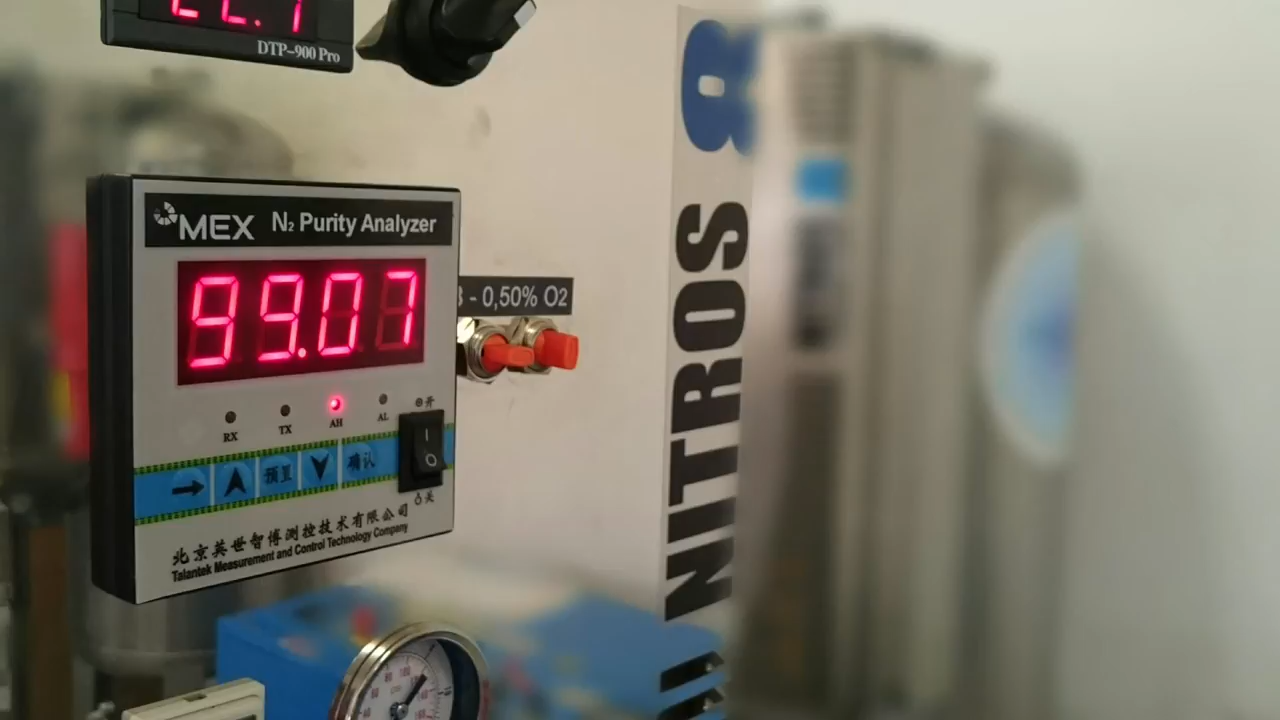 DTP-900 Pro
MEX N₂ Purity Analyzer
99.07
- 0,50% O2
RX TX AH AL 开
预置 确认
关
北京英世智博测控技术有限公司
Talantek Measurement and Control Technology Company
NITROS 8